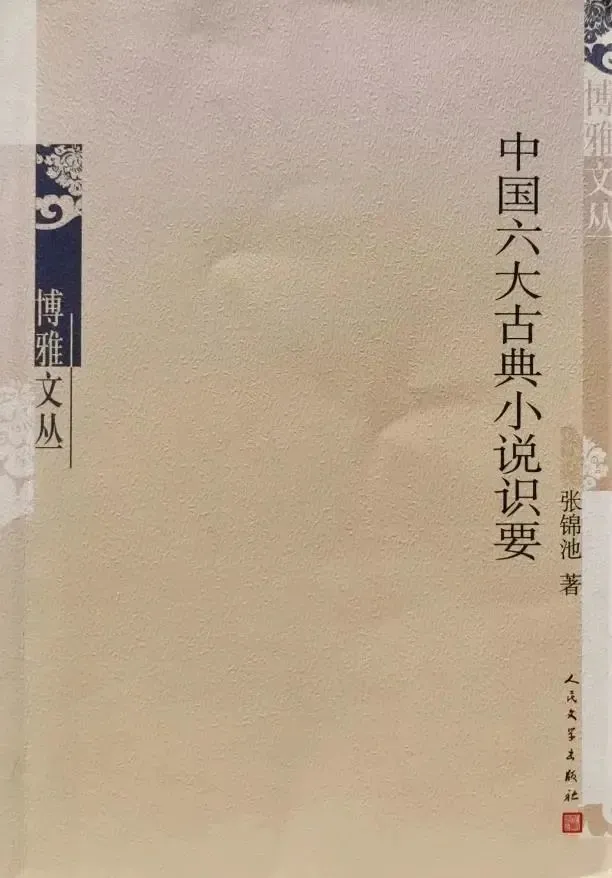 博雅文丛
中国六大古典小说识要
张锦池 著
人民文学出版社
博雅文丛